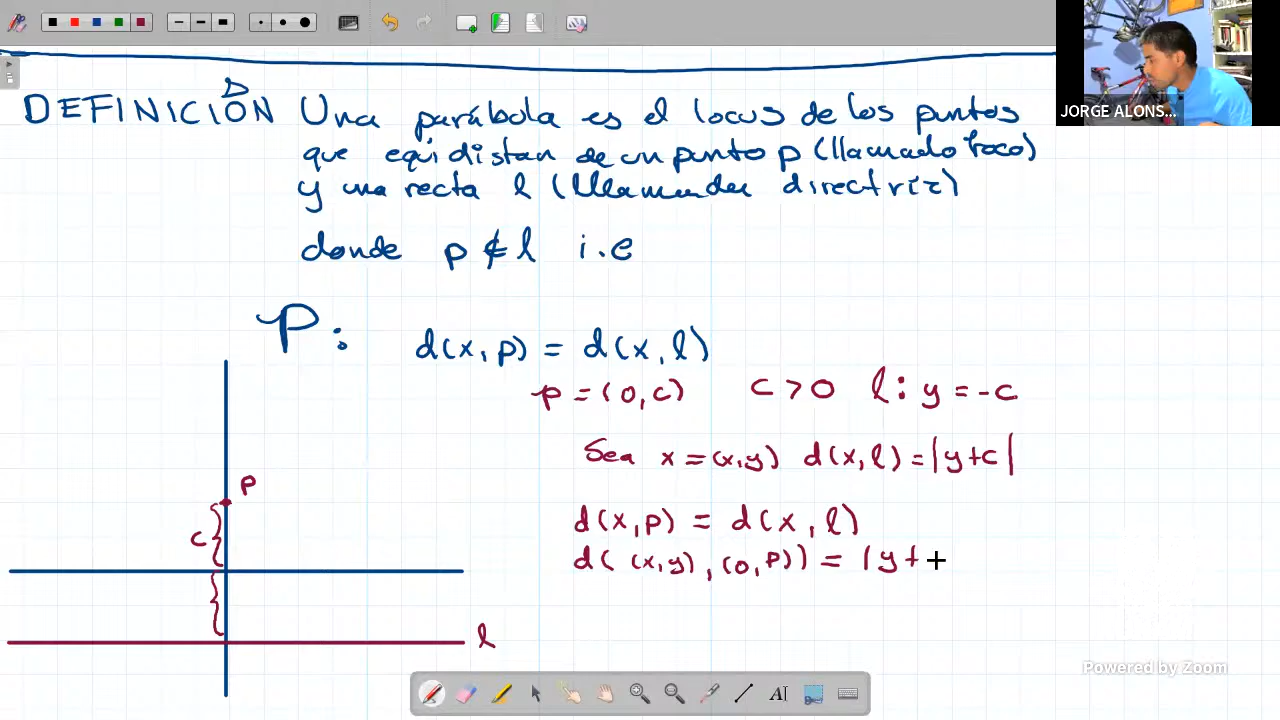 JORGE ALONS...
DEFINICIÓN Una parábola es el locus de los puntos
que equidistan de un punto p (llamado foco)
y una recta l (llamada directriz)
donde p ∉ l i.e
P: d(x, p) = d(x, l)
p = (0, c) c > 0 l: y = -c
Sea x = (x, y) d(x, l) = |y+c|
p
d(x, p) = d(x, l)
c
d( (x, y), (0, p)) = |y+
l
Powered by Zoom